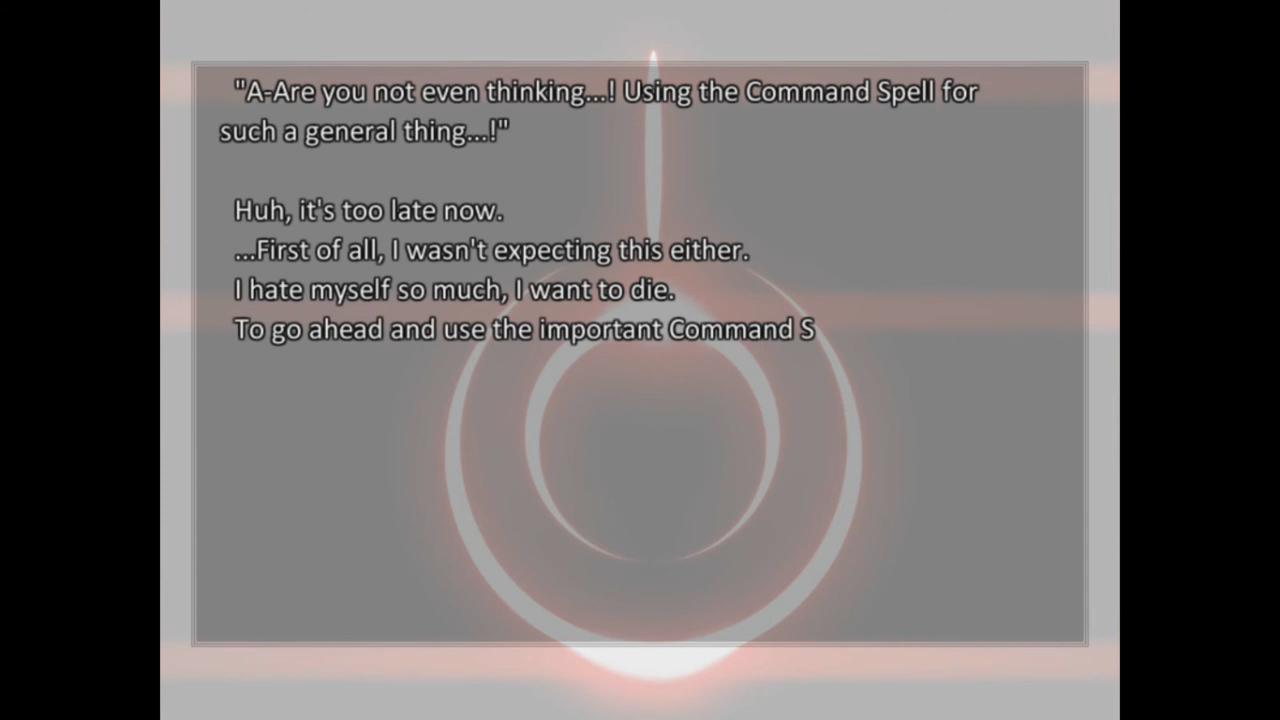 "A-Are you not even thinking...! Using the Command Spell for
such a general thing...!"
Huh, it's too late now.
...First of all, I wasn't expecting this either.
I hate myself so much, I want to die.
To go ahead and use the important Command S